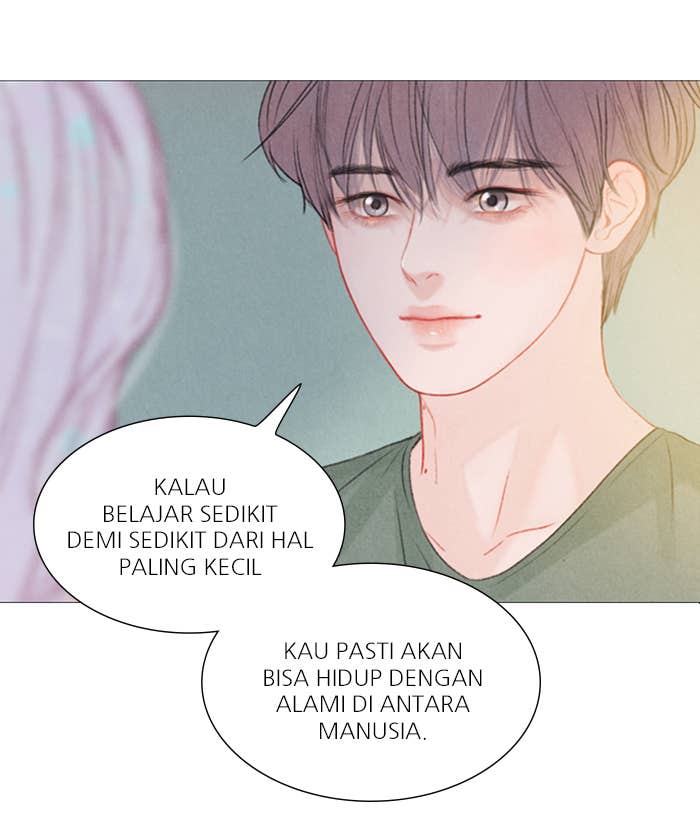 KALAU
BELAJAR SEDIKIT
DEMI SEDIKIT DARI HAL
PALING KECIL
KAU PASTI AKAN
BISA HIDUP DENGAN
ALAMI DI ANTARA
MANUSIA.